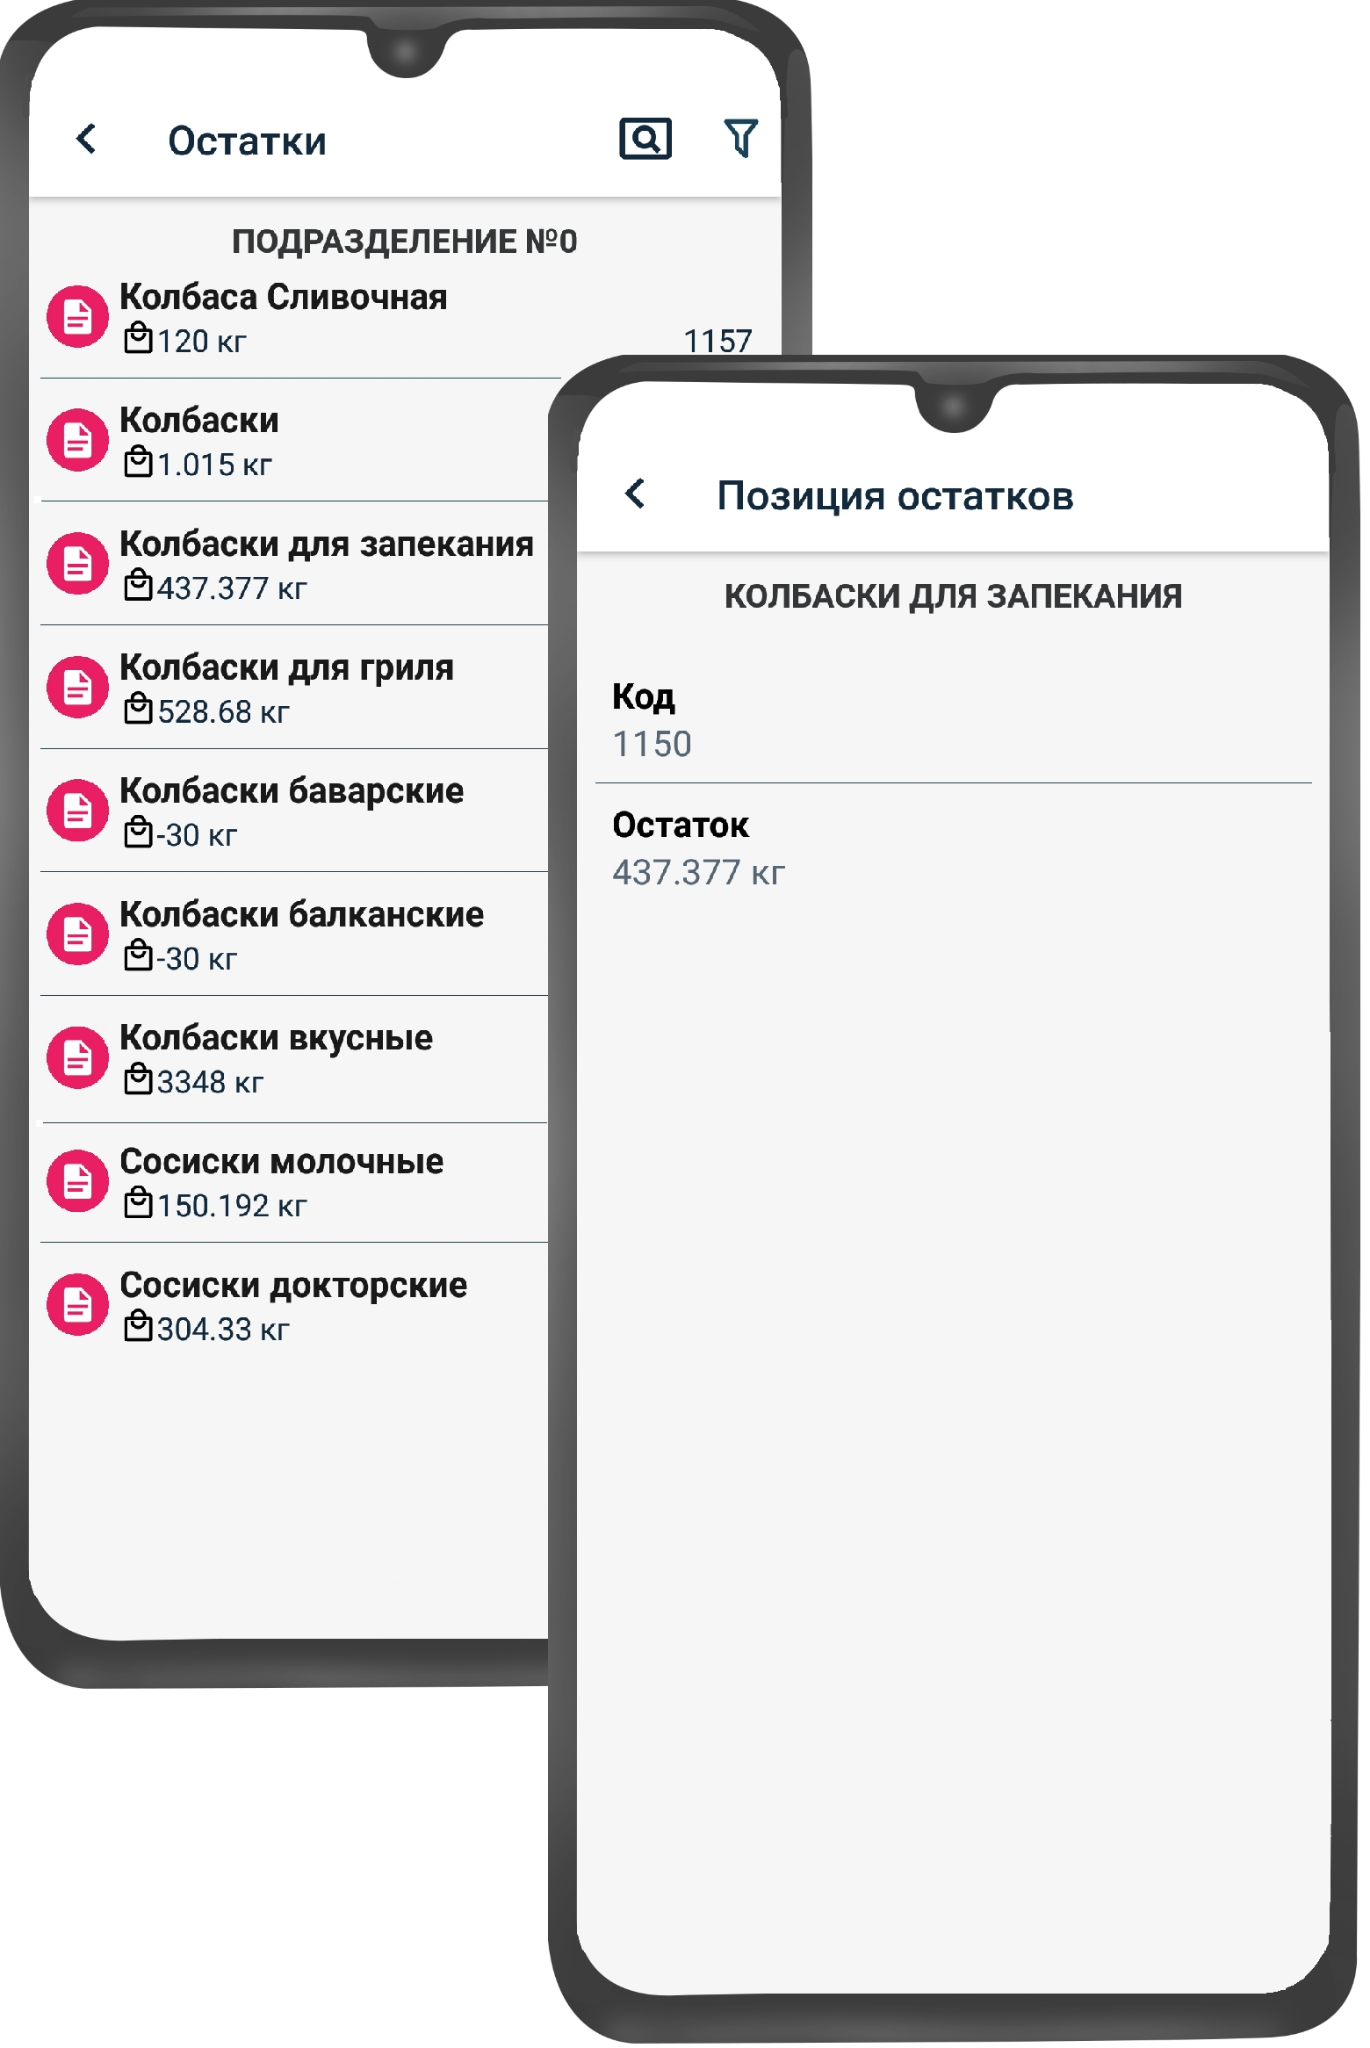 Остатки
ПОДРАЗДЕЛЕНИЕ №0
Колбаса Сливочная
120 кг 1157
Колбаски
1.015 кг
Колбаски для запекания
437.377 кг
Колбаски для гриля
528.68 кг
Колбаски баварские
-30 кг
Колбаски балканские
-30 кг
Колбаски вкусные
3348 кг
Сосиски молочные
150.192 кг
Сосиски докторские
304.33 кг
Позиция остатков
КОЛБАСКИ ДЛЯ ЗАПЕКАНИЯ
Код
1150
Остаток
437.377 кг